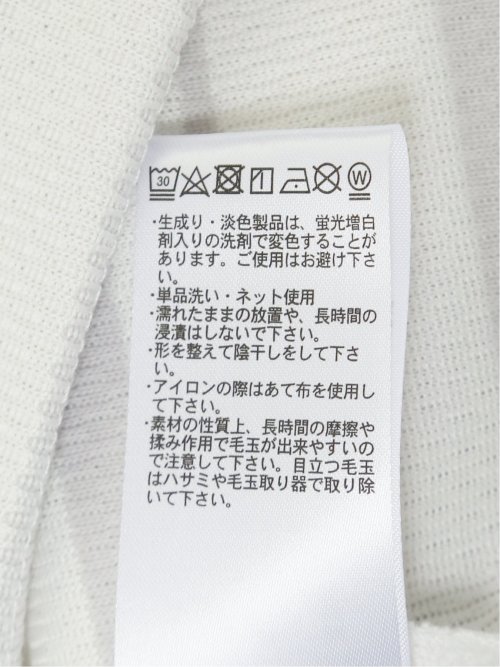 30 W
・生成り・淡色製品は、蛍光増白
剤入りの洗剤で変色することが
あります。ご使用はお避け下さ
い。
・単品洗い・ネット使用
・濡れたままの放置や、長時間の
浸漬はしないで下さい。
・形を整えて陰干しをして下さ
い。
・アイロンの際はあて布を使用し
て下さい。
・素材の性質上、長時間の摩擦や
揉み作用で毛玉が出来やすいの
で注意して下さい。目立つ毛玉
はハサミや毛玉取り器で取り除
いて下さい。